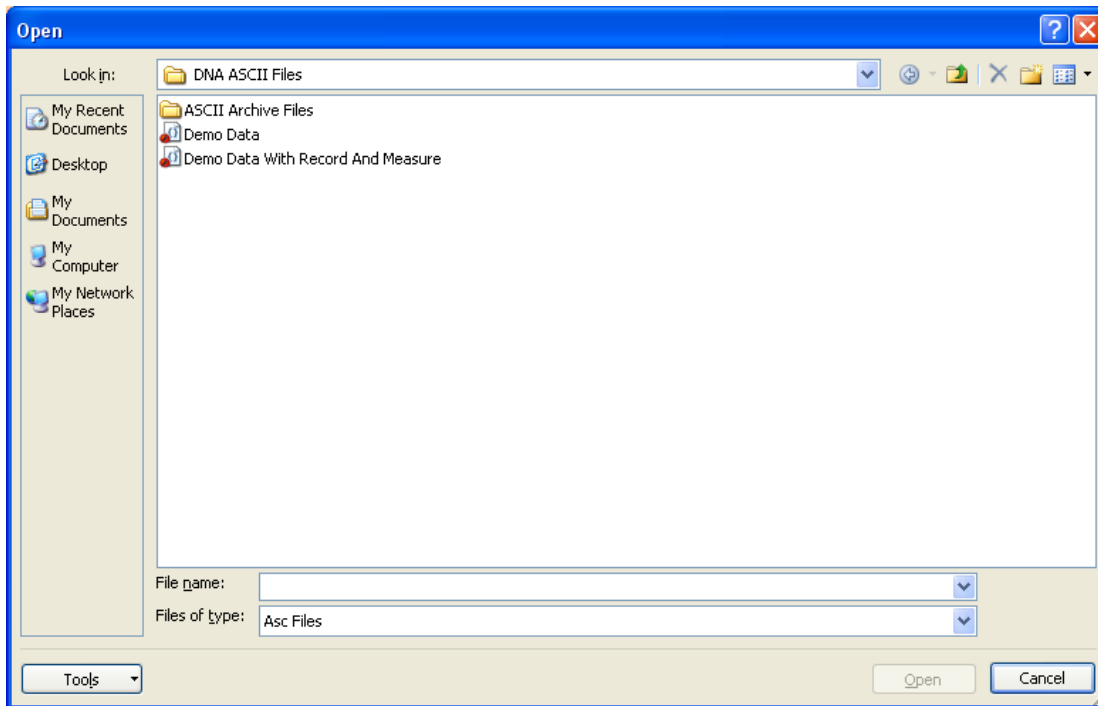 Open
Look in:
DNA ASCII Files
My Recent
Documents
Desktop
My
Documents
My
Computer
My Network
Places
ASCII Archive Files
Demo Data
Demo Data With Record And Measure
File name:
Files of type:
Asc Files
Tools
Open
Cancel